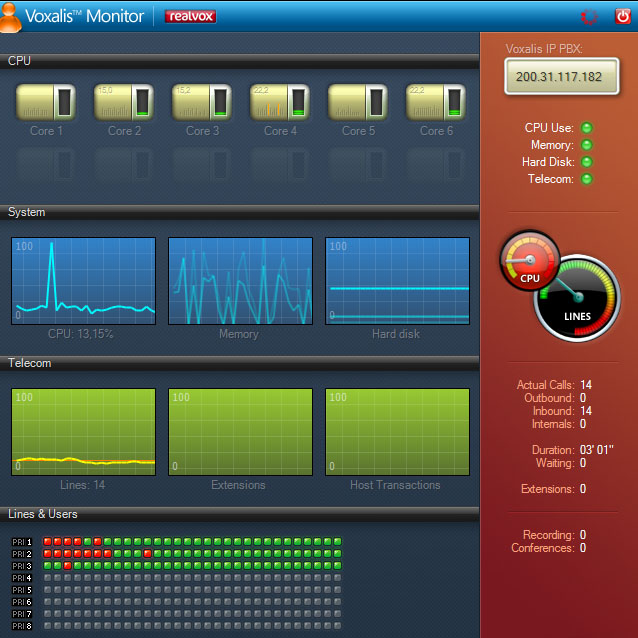 Voxalis™ Monitor realvox
CPU
15,0 15,2 22,2 22,2
Core 1 Core 2 Core 3 Core 4 Core 5 Core 6
System
100 100
0 0
CPU: 13,15% Memory Hard disk
Telecom
100 100 100
0 0 0
Lines: 14 Extensions Host Transactions
Lines & Users
PRI 1
PRI 2
PRI 3
PRI 4
PRI 5
PRI 6
PRI 7
PRI 8
Voxalis IP PBX:
200.31.117.182
CPU Use:
Memory:
Hard Disk:
Telecom:
CPU
LINES
Actual Calls: 14
Outbound: 0
Inbound: 14
Internals: 0
Duration: 03' 01"
Waiting: 0
Extensions: 0
Recording: 0
Conferences: 0